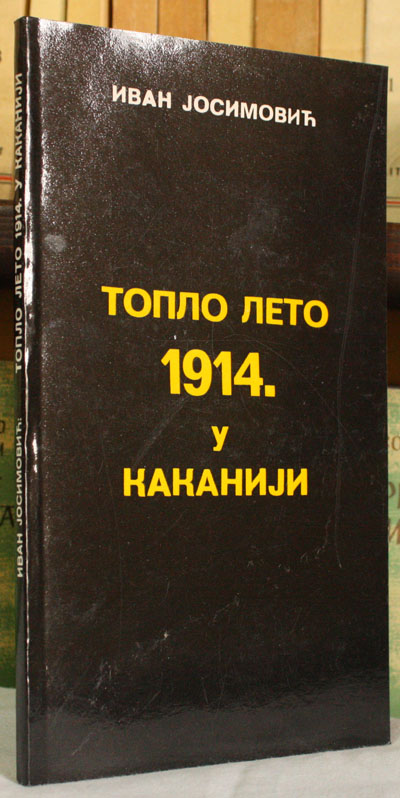 ИВАН ЈОСИМОВИЋ
ТОПЛО ЛЕТО
1914.
У
КАКАНИЈИ
ИВАН ЈОСИМОВИЋ: ТОПЛО ЛЕТО 1914. У КАКАНИЈИ